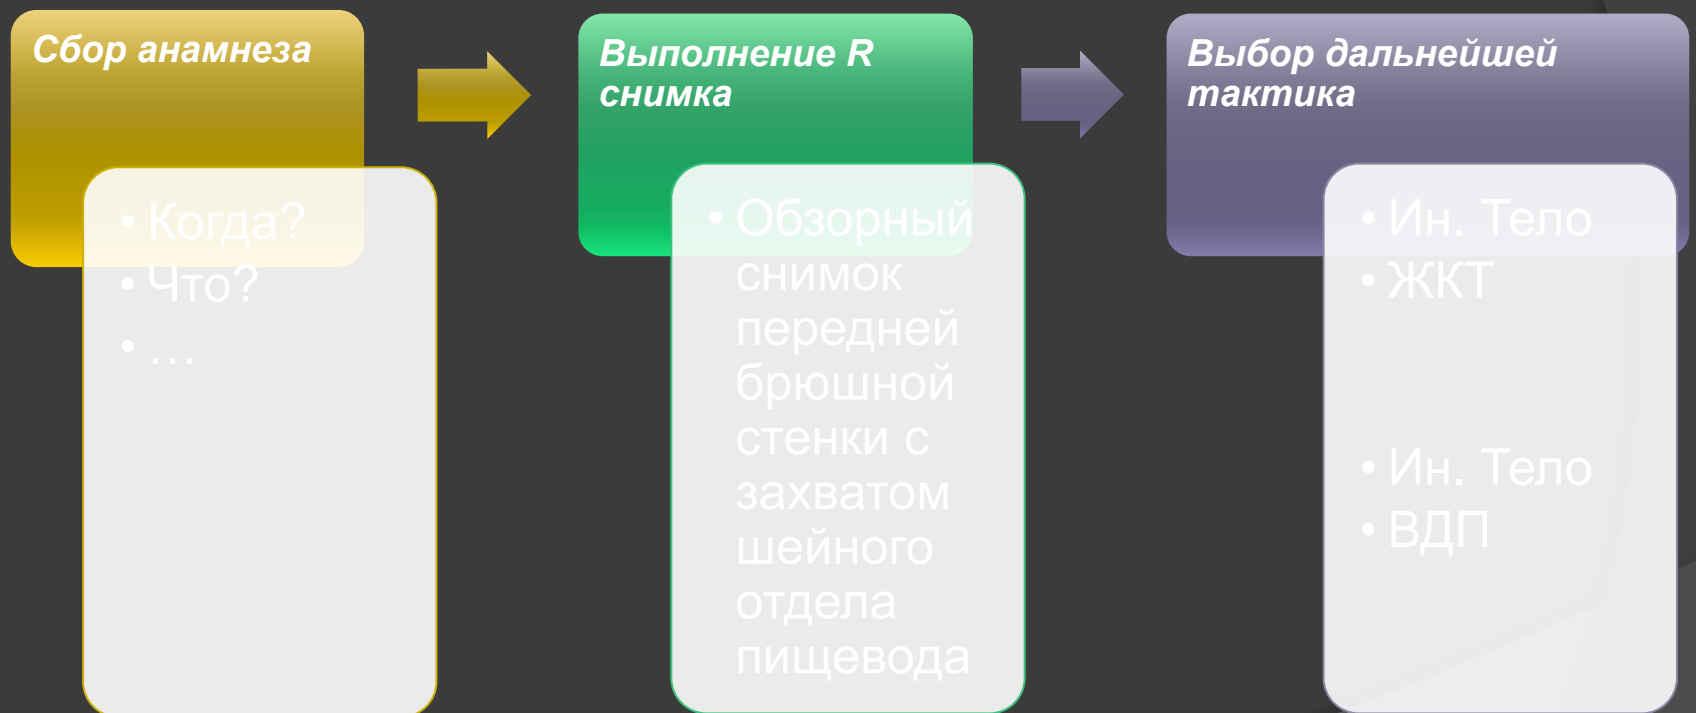 Сбор анамнеза
• Когда?
• Что?
• …
Выполнение R
снимка
• Обзорный
снимок
передней
брюшной
стенки с
захватом
шейного
отдела
пищевода
Выбор дальнейшей
тактика
• Ин. Тело
• ЖКТ
• Ин. Тело
• ВДП